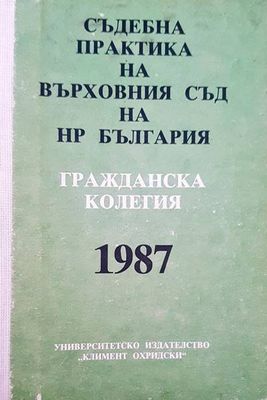 СЪДЕБНА
ПРАКТИКА
НА
ВЪРХОВНИЯ СЪД
НА
НР БЪЛГАРИЯ
ГРАЖДАНСКА
КОЛЕГИЯ
1987
УНИВЕРСИТЕТСКО ИЗДАТЕЛСТВО
„КЛИМЕНТ ОХРИДСКИ"